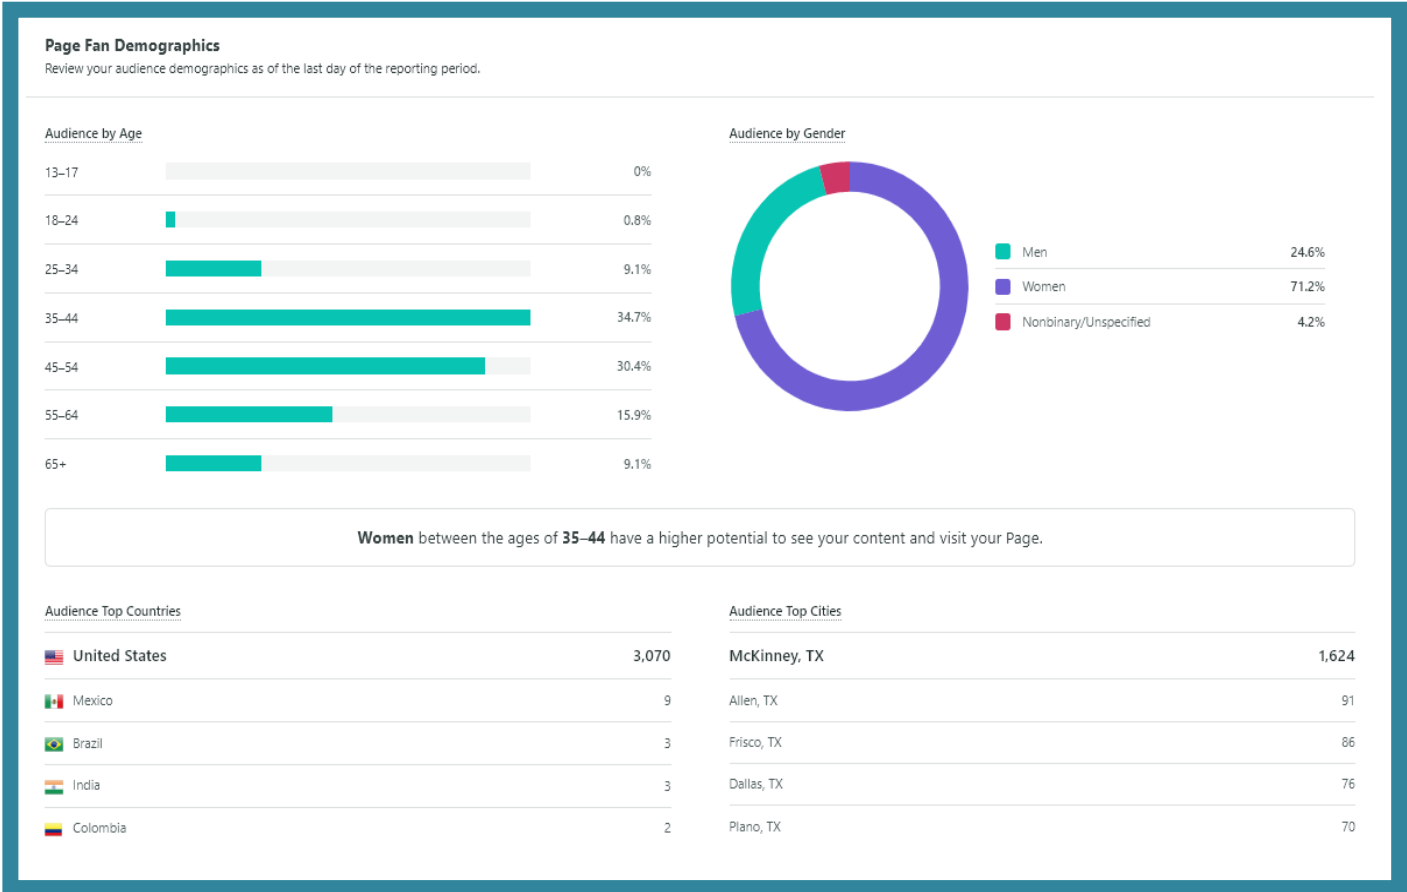 Page Fan Demographics
Review your audience demographics as of the last day of the reporting period.
Audience by Age
13–17 0%
18–24 0.8%
25–34 9.1%
35–44 34.7%
45–54 30.4%
55–64 15.9%
65+ 9.1%
Audience by Gender
Men 24.6%
Women 71.2%
Nonbinary/Unspecified 4.2%
Women between the ages of 35–44 have a higher potential to see your content and visit your Page.
Audience Top Countries
United States 3,070
Mexico 9
Brazil 3
India 3
Colombia 2
Audience Top Cities
McKinney, TX 1,624
Allen, TX 91
Frisco, TX 86
Dallas, TX 76
Plano, TX 70